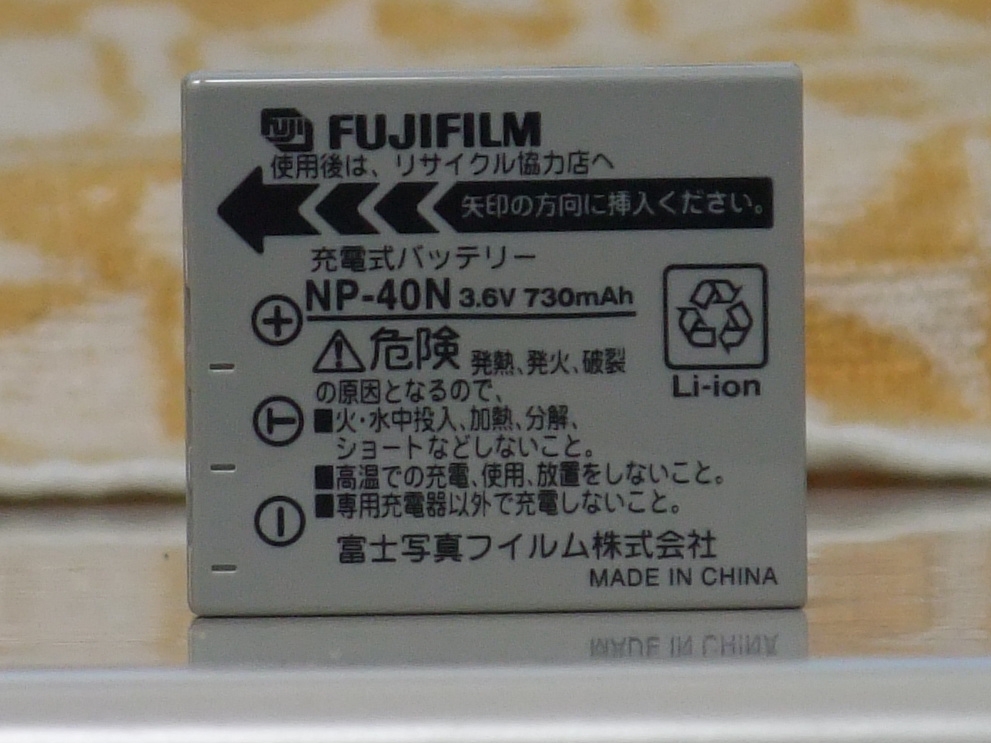 FUJI FUJIFILM
使用後は、リサイクル協力店へ
矢印の方向に挿入ください。
充電式バッテリー
NP-40N 3.6V 730mAh
危険 発熱、発火、破裂
の原因となるので、
■火・水中投入、加熱、分解、
ショートなどしないこと。
■高温での充電、使用、放置をしないこと。
■専用充電器以外で充電しないこと。
Li-ion
富士写真フイルム株式会社
MADE IN CHINA